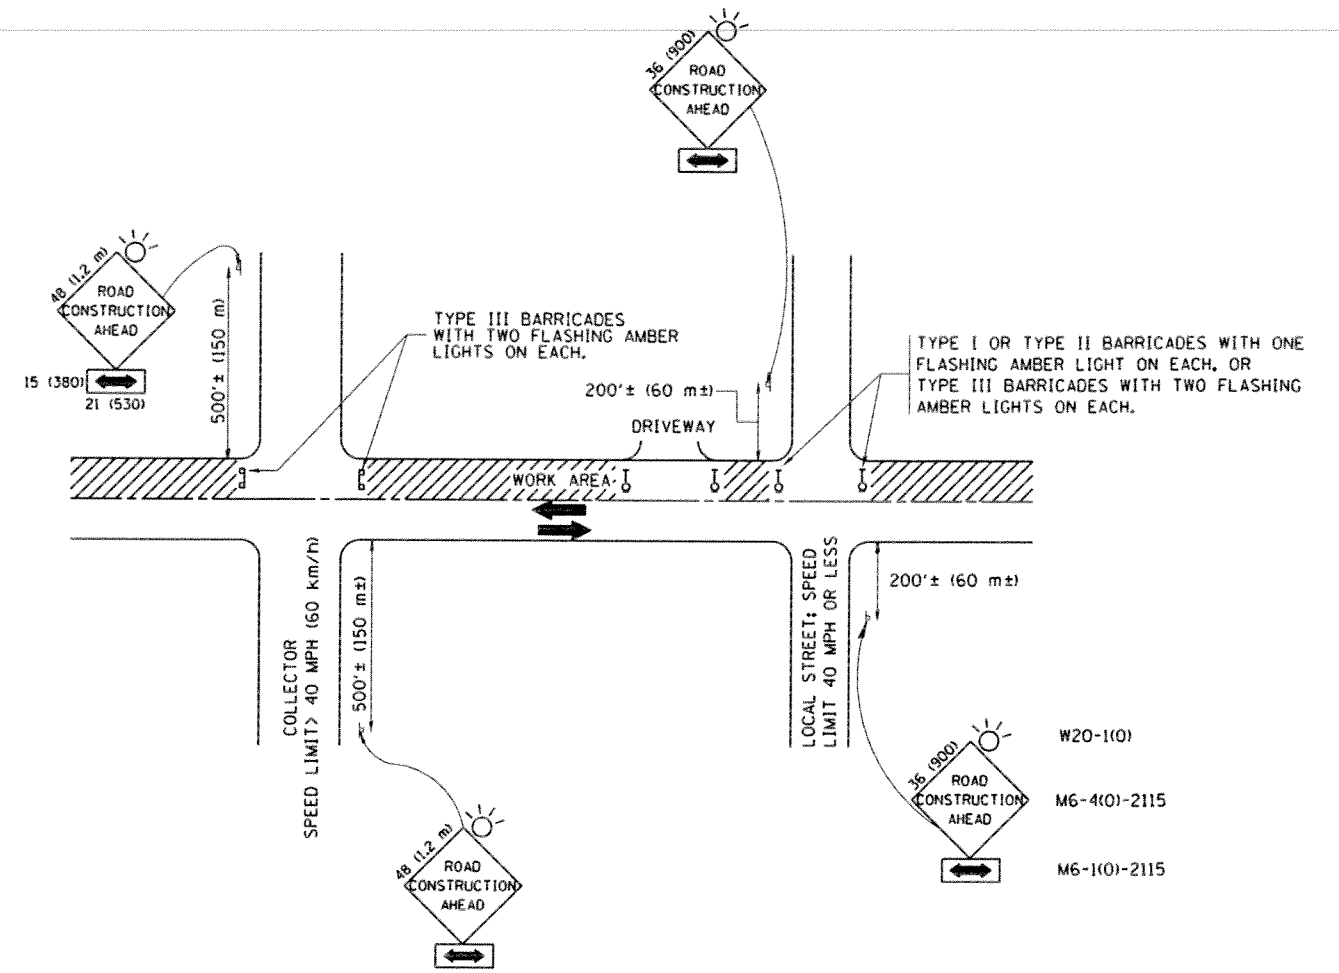 36 (900)
ROAD
CONSTRUCTION
AHEAD
48 (1.2 m)
ROAD
CONSTRUCTION
AHEAD
15 (380)
21 (530)
500'± (150 m)
TYPE III BARRICADES
WITH TWO FLASHING AMBER
LIGHTS ON EACH.
200'± (60 m±)
DRIVEWAY
TYPE I OR TYPE II BARRICADES WITH ONE
FLASHING AMBER LIGHT ON EACH. OR
TYPE III BARRICADES WITH TWO FLASHING
AMBER LIGHTS ON EACH.
WORK AREA
COLLECTOR
SPEED LIMIT> 40 MPH (60 km/h)
500'± (150 m±)
LOCAL STREET; SPEED
LIMIT 40 MPH OR LESS
200'± (60 m±)
48 (1.2 m)
ROAD
CONSTRUCTION
AHEAD
36 (900)
ROAD
CONSTRUCTION
AHEAD
W20-1(O)
M6-4(O)-2115
M6-1(O)-2115